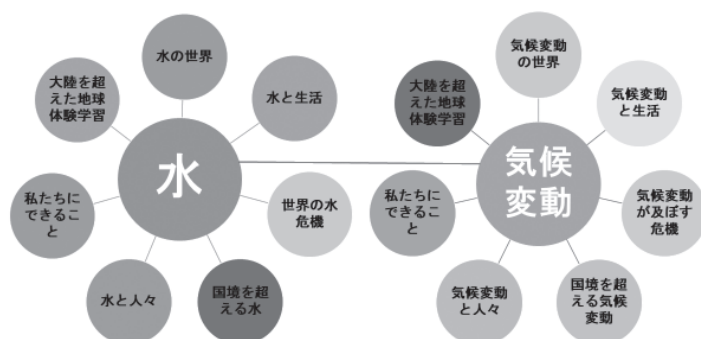 水の世界
大陸を超
えた地球
体験学習
水と生活
水
私たちに
できるこ
と
世界の水
危機
水と人々
国境を超
える水
気候変動
の世界
大陸を超
えた地球
体験学習
気候変動
と生活
気候
変動
私たちに
できるこ
と
気候変動
が及ぼす
危機
気候変動
と人々
国境を超
える気候
変動